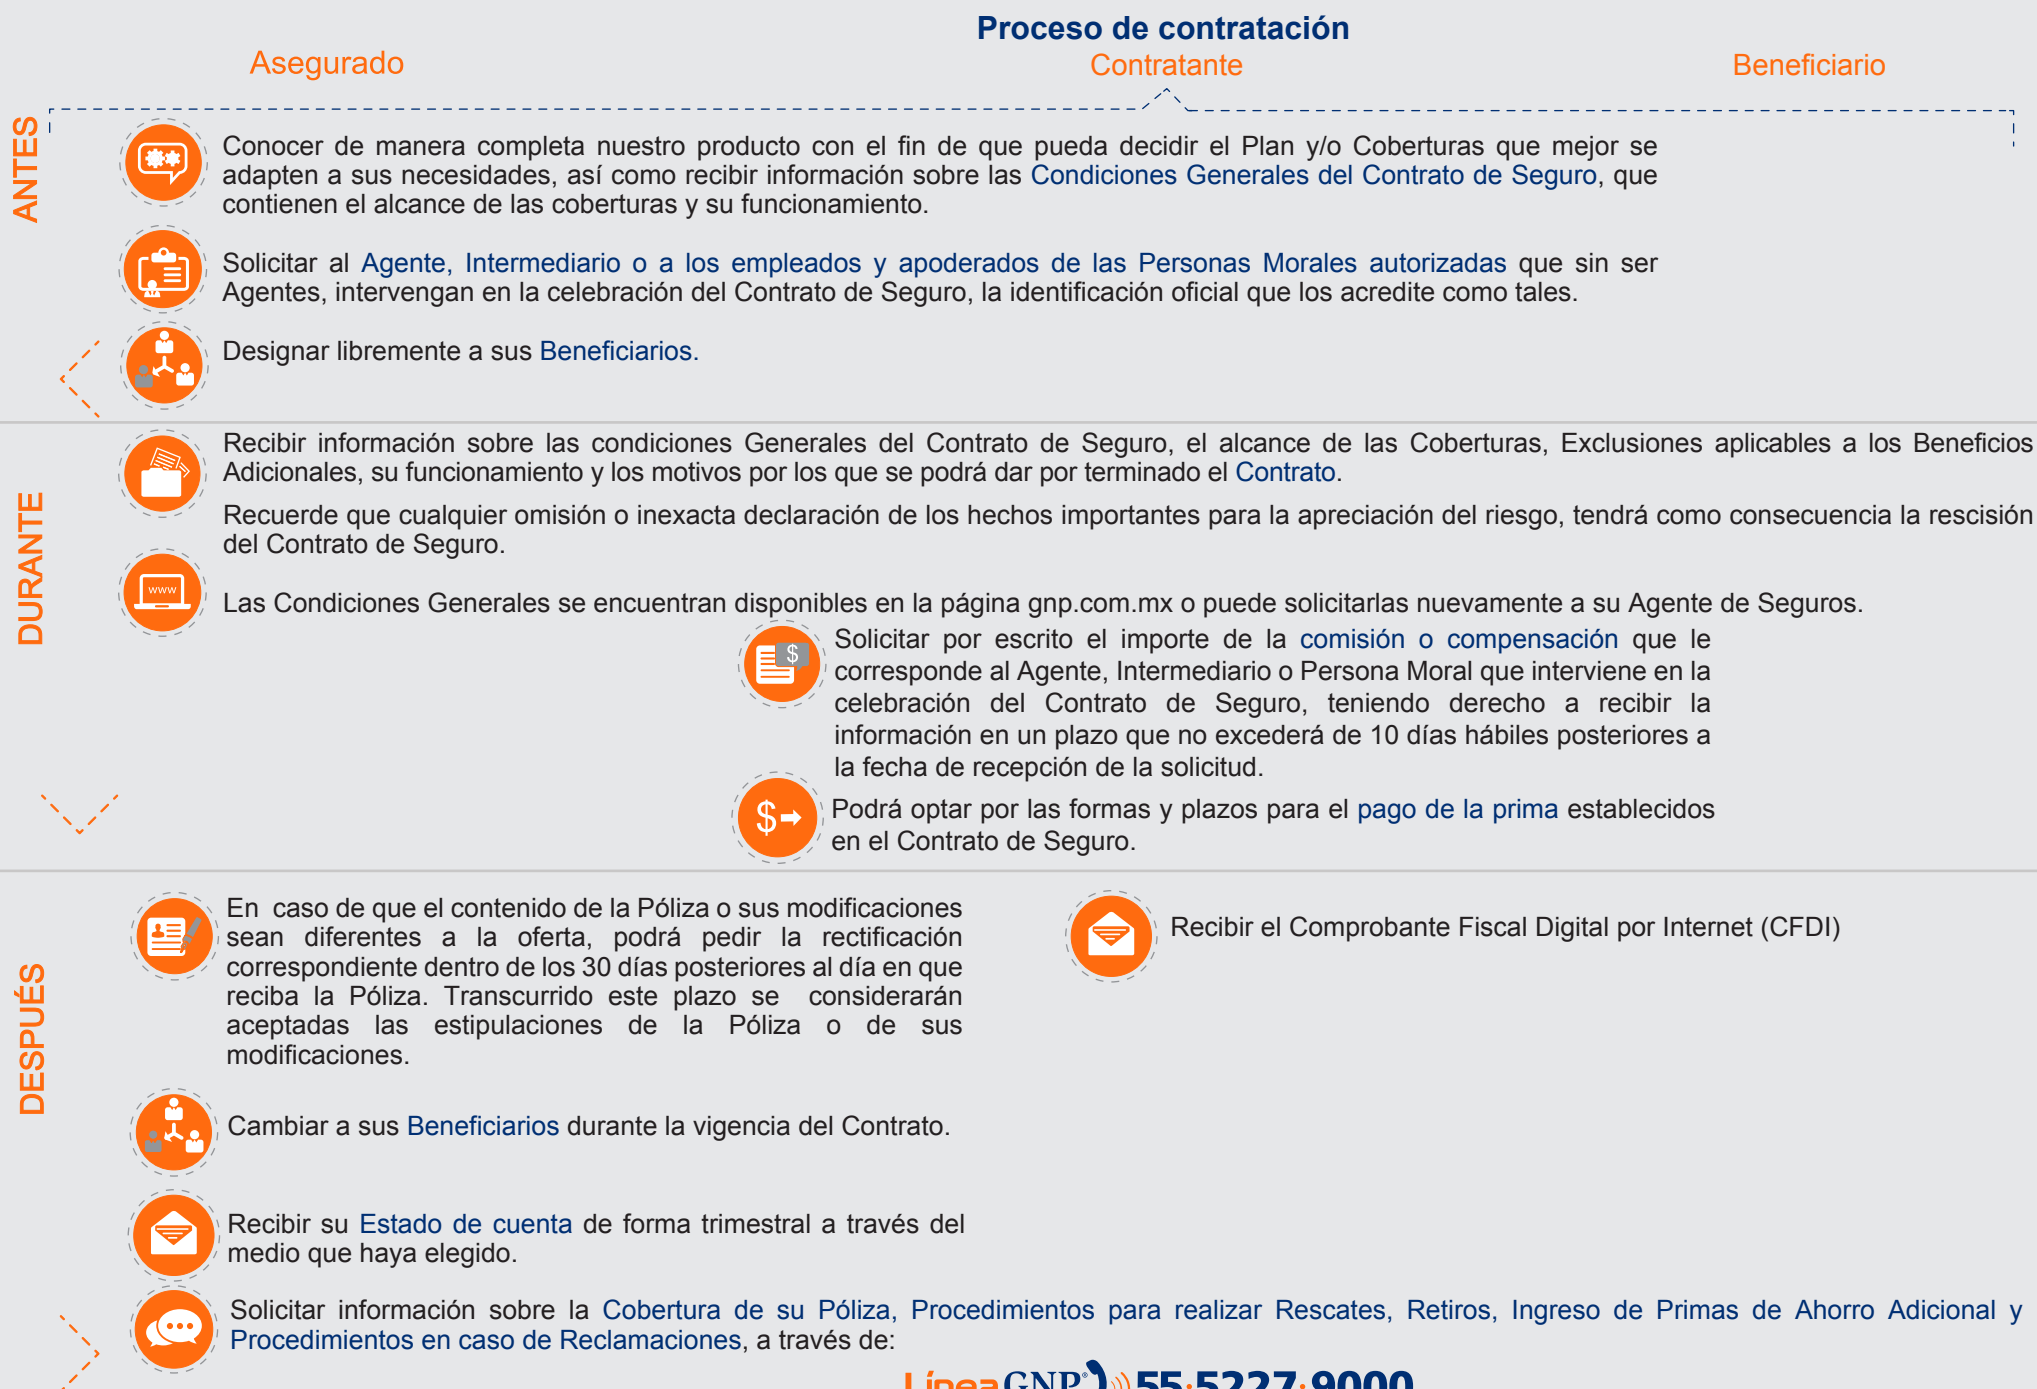 Proceso de contratación
Asegurado
Contratante
Beneficiario
ANTES
Conocer de manera completa nuestro producto con el fin de que pueda decidir el Plan y/o Coberturas que mejor se
adapten a sus necesidades, así como recibir información sobre las Condiciones Generales del Contrato de Seguro, que
contienen el alcance de las coberturas y su funcionamiento.
Solicitar al Agente, Intermediario o a los empleados y apoderados de las Personas Morales autorizadas que sin ser
Agentes, intervengan en la celebración del Contrato de Seguro, la identificación oficial que los acredite como tales.
Designar libremente a sus Beneficiarios.
DURANTE
Recibir información sobre las condiciones Generales del Contrato de Seguro, el alcance de las Coberturas, Exclusiones aplicables a los Beneficios
Adicionales, su funcionamiento y los motivos por los que se podrá dar por terminado el Contrato.
Recuerde que cualquier omisión o inexacta declaración de los hechos importantes para la apreciación del riesgo, tendrá como consecuencia la rescisión
del Contrato de Seguro.
www
Las Condiciones Generales se encuentran disponibles en la página gnp.com.mx o puede solicitarlas nuevamente a su Agente de Seguros.
$
Solicitar por escrito el importe de la comisión o compensación que le
corresponde al Agente, Intermediario o Persona Moral que interviene en la
celebración del Contrato de Seguro, teniendo derecho a recibir la
información en un plazo que no excederá de 10 días hábiles posteriores a
la fecha de recepción de la solicitud.
$
Podrá optar por las formas y plazos para el pago de la prima establecidos
en el Contrato de Seguro.
DESPUÉS
En caso de que el contenido de la Póliza o sus modificaciones
sean diferentes a la oferta, podrá pedir la rectificación
correspondiente dentro de los 30 días posteriores al día en que
reciba la Póliza. Transcurrido este plazo se considerarán
aceptadas las estipulaciones de la Póliza o de sus
modificaciones.
Recibir el Comprobante Fiscal Digital por Internet (CFDI)
Cambiar a sus Beneficiarios durante la vigencia del Contrato.
Recibir su Estado de cuenta de forma trimestral a través del
medio que haya elegido.
Solicitar información sobre la Cobertura de su Póliza, Procedimientos para realizar Rescates, Retiros, Ingreso de Primas de Ahorro Adicional y
Procedimientos en caso de Reclamaciones, a través de:
Línea GNP® 55·5227·9000